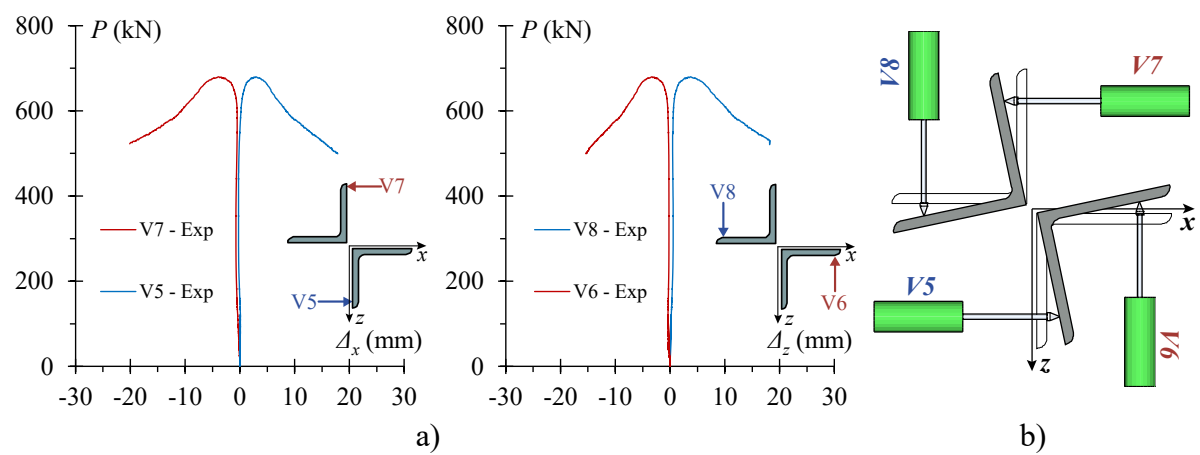 800
P (kN)
600
400
200
0
-30
-20
-10
0
10
20
30
V7 - Exp
V5 - Exp
V7
V5
x
z
Δx (mm)
800
P (kN)
600
400
200
0
-30
-20
-10
0
10
20
30
V8 - Exp
V6 - Exp
V8
V6
x
z
Δz (mm)
a)
V8
V7
V5
V6
x
z
b)